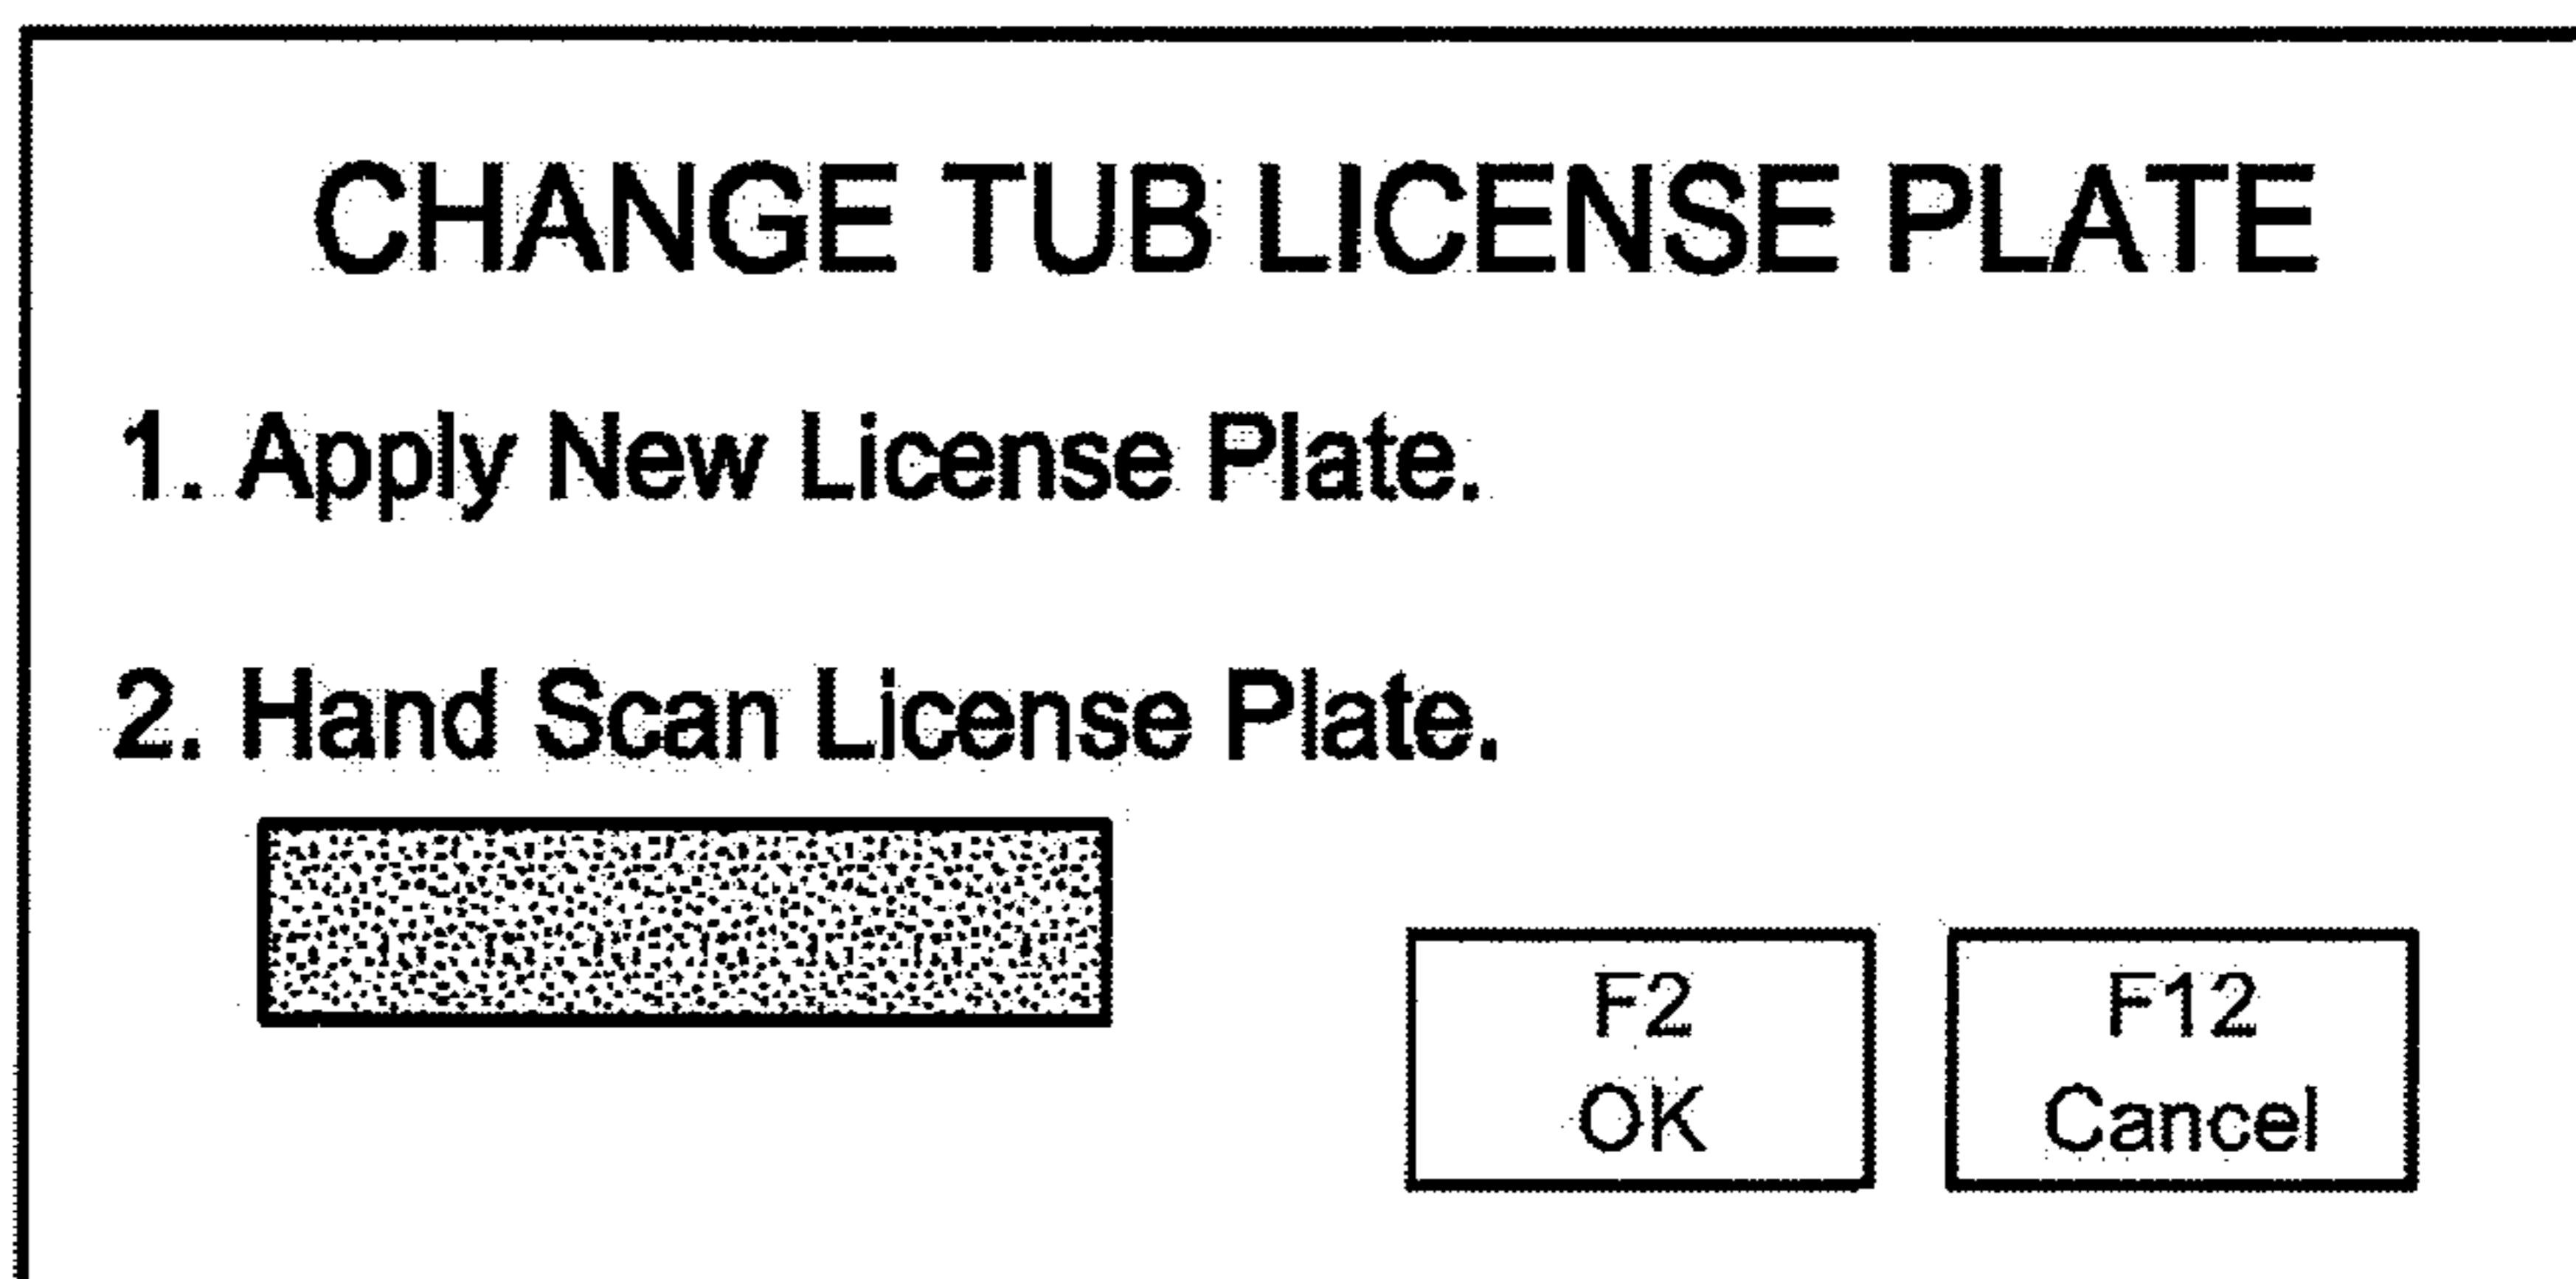 CHANGE TUB LICENSE PLATE
1. Apply New License Plate.
2. Hand Scan License Plate.
F2
OK
F12
Cancel